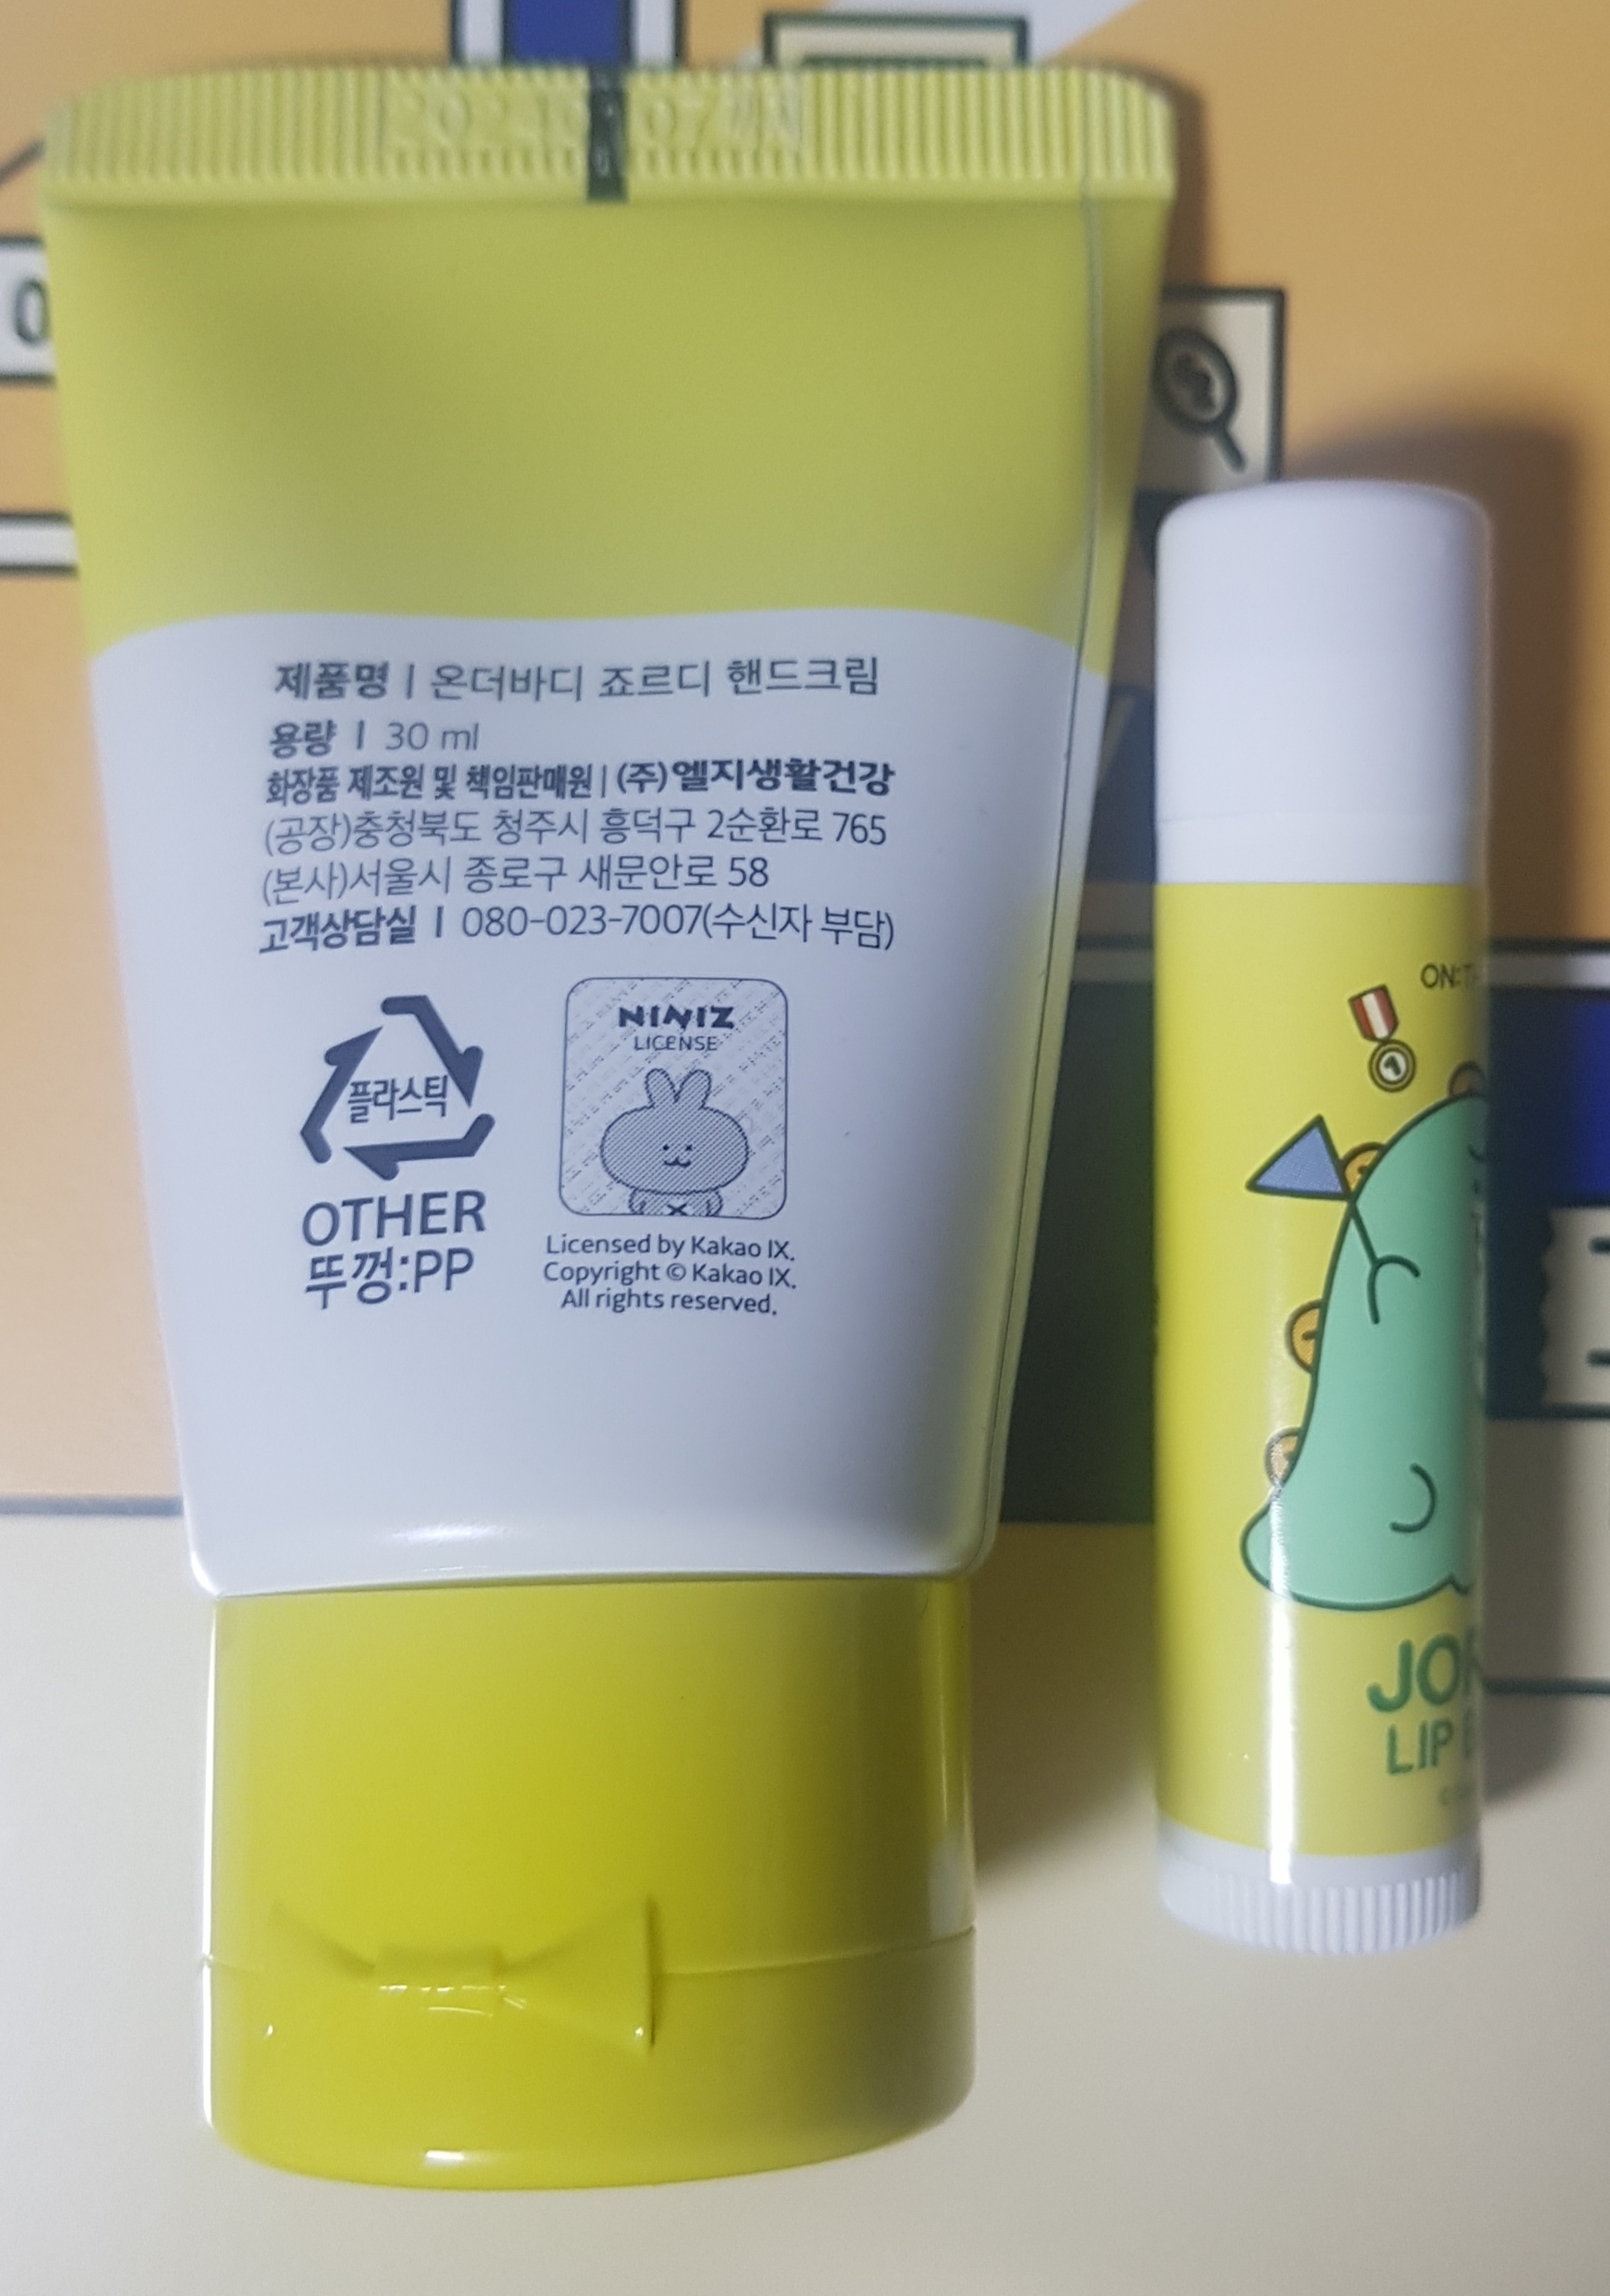 제품명 | 온더바디 죠르디 핸드크림
용량 | 30 ml
화장품 제조원 및 책임판매원 | (주)엘지생활건강
(공장)충청북도 청주시 흥덕구 2순환로 765
(본사)서울시 종로구 새문안로 58
고객상담실 | 080-023-7007(수신자 부담)
플라스틱
OTHER
뚜껑:PP
NINIZ
LICENSE
Licensed by Kakao IX.
Copyright © Kakao IX.
All rights reserved.
ON:
1
LIP
0